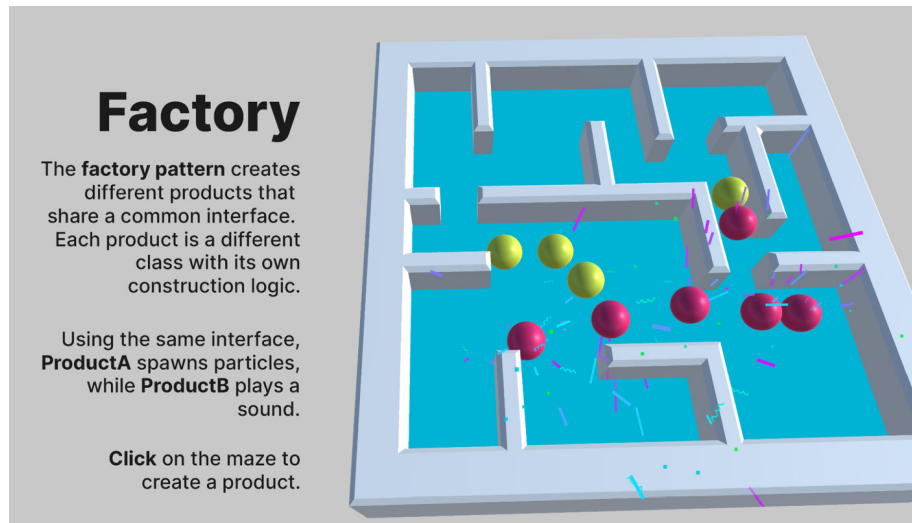 Factory
The factory pattern creates
different products that
share a common interface.
Each product is a different
class with its own
construction logic.
Using the same interface,
ProductA spawns particles,
while ProductB plays a
sound.
Click on the maze to
create a product.